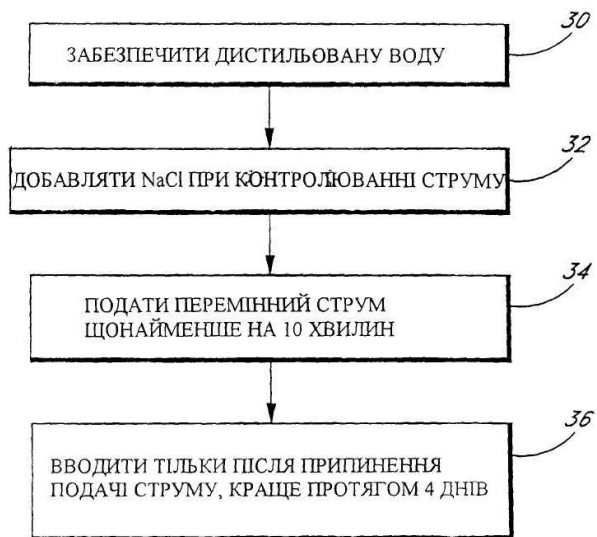 30
ЗАБЕЗПЕЧИТИ ДИСТИЛЬОВАНУ ВОДУ
32
ДОБАВЛЯТИ NaCl ПРИ КОНТРОЛЮВАННІ СТРУМУ
34
ПОДАТИ ПЕРЕМІННИЙ СТРУМ
ЩОНАЙМЕНШЕ НА 10 ХВИЛИН
36
ВВОДИТИ ТІЛЬКИ ПІСЛЯ ПРИПИНЕННЯ
ПОДАЧІ СТРУМУ, КРАЩЕ ПРОТЯГОМ 4 ДНІВ